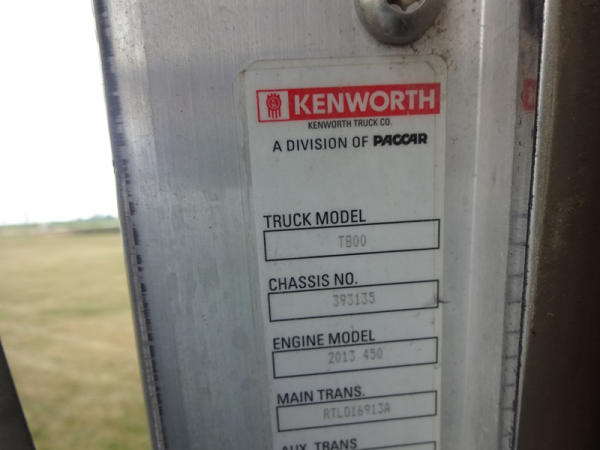 KENWORTH
KENWORTH TRUCK CO.
A DIVISION OF PACCAR
TRUCK MODEL
T800
CHASSIS NO.
393135
ENGINE MODEL
2013 450
MAIN TRANS.
RTLO16913A
AUX. TRANS